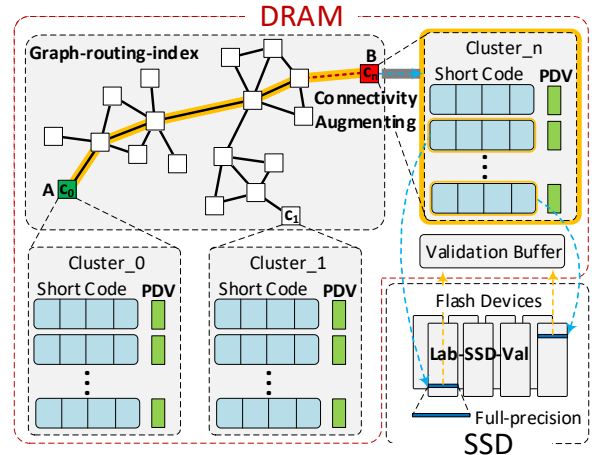 DRAM
Graph-routing-index
B
Cn
Connectivity
Augmenting
A
C0
C1
Cluster_n
Short Code PDV
Cluster_0
Short Code PDV
Cluster_1
Short Code PDV
Validation Buffer
Flash Devices
Lab-SSD-Val
Full-precision
SSD